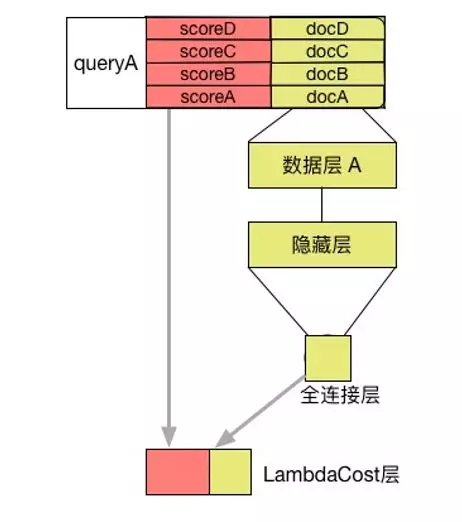 queryA
scoreD docD
scoreC docC
scoreB docB
scoreA docA
数据层 A
隐藏层
全连接层
LambdaCost层